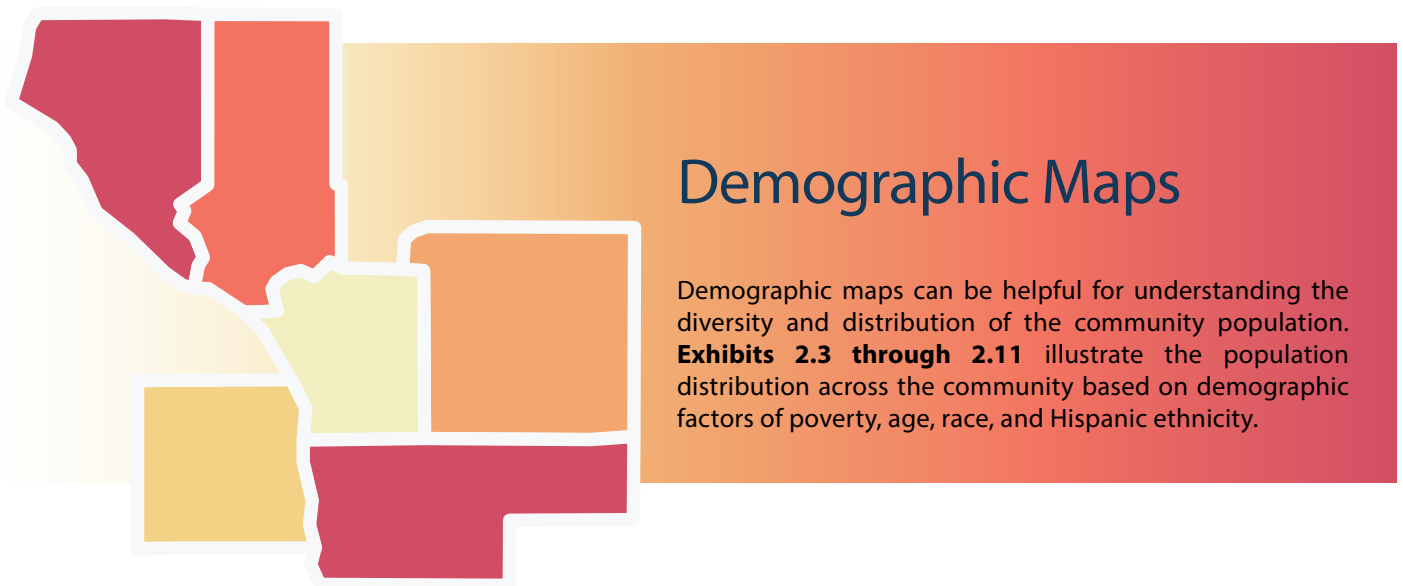 Demographic Maps
Demographic maps can be helpful for understanding the
diversity and distribution of the community population.
Exhibits 2.3 through 2.11 illustrate the population
distribution across the community based on demographic
factors of poverty, age, race, and Hispanic ethnicity.